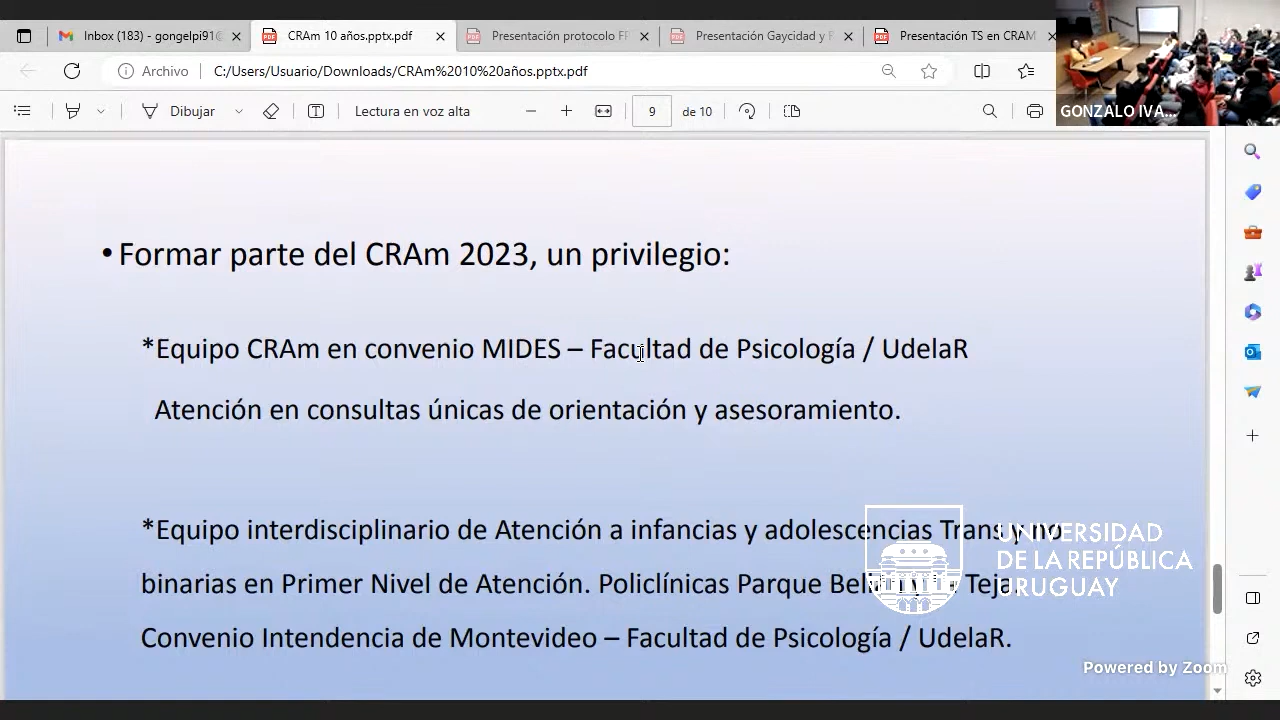 Inbox (183) - gongelpi91@
CRAm 10 años.pptx.pdf
Presentación protocolo FF
Presentación Gaycidad y F
Presentación TS en CRAM
Archivo
C:/Users/Usuario/Downloads/CRAm%2010%20años.pptx.pdf
GONZALO IVA...
Dibujar
Lectura en voz alta
9
de 10
• Formar parte del CRAm 2023, un privilegio:
*Equipo CRAm en convenio MIDES – Facultad de Psicología / UdelaR
Atención en consultas únicas de orientación y asesoramiento.
*Equipo interdisciplinario de Atención a infancias y adolescencias Trans y no
binarias en Primer Nivel de Atención. Policlínicas Parque y Teja.
Convenio Intendencia de Montevideo – Facultad de Psicología / UdelaR.
UNIVERSIDAD
DE LA REPÚBLICA
URUGUAY
Powered by Zoom